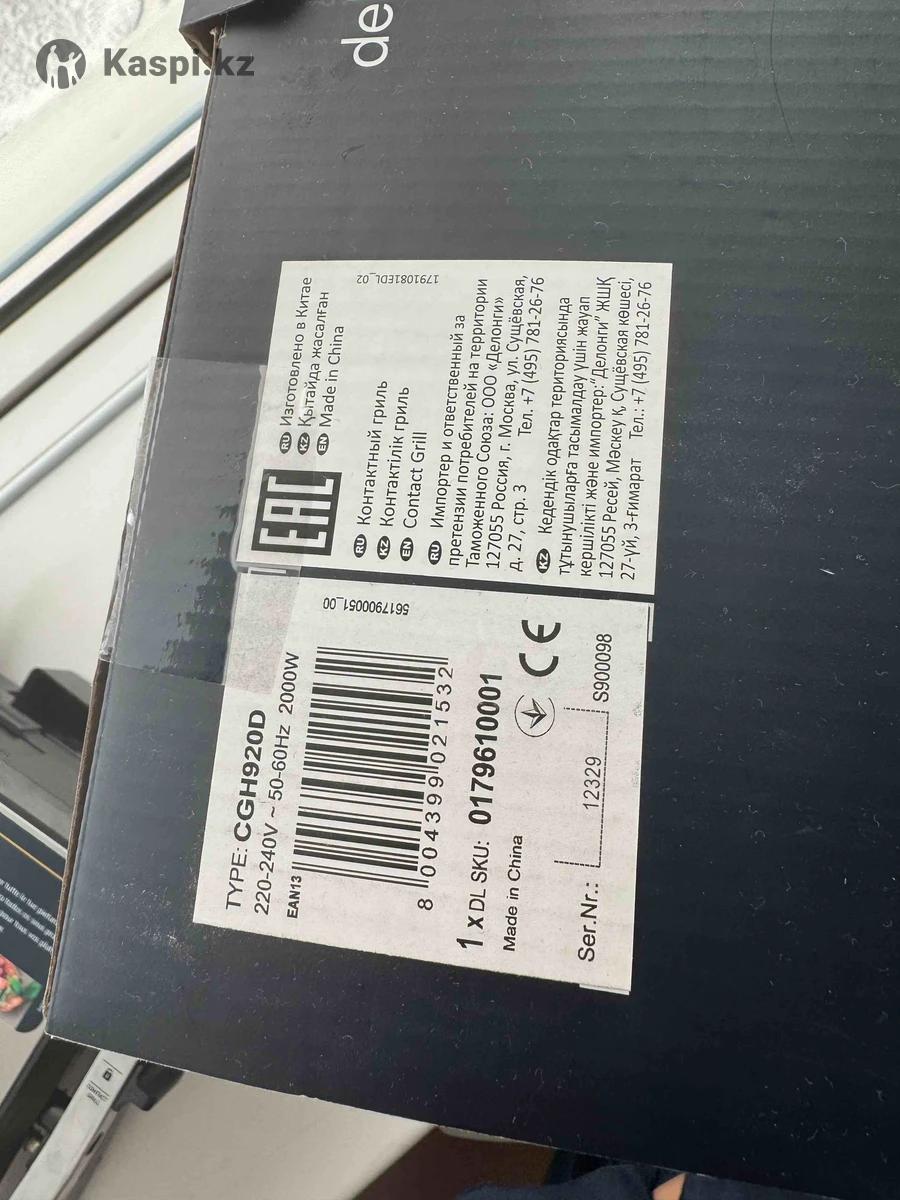 Kaspi.kz
de
RU Изготовлено в Китае
KZ Қытайда жасалған
EN Made in China
1791081EDL_02
EAC
RU Контактный гриль
KZ Контактілік гриль
EN Contact Grill
RU Импортер и ответственный за
претензии потребителей на территории
Таможенного Союза: ООО «Делонги»
127055 Россия, г. Москва, ул. Сущёвская,
д. 27, стр. 3 Тел. +7 (495) 781-26-76
KZ Кедендік одақтар териториясында
тұтынушыларға тасымалдау үшін жауап
кершілікті және импортер:“Делонги” ЖШҚ
127055 Ресей, Мәскеу Қ, Сущёвская көшесі,
27-үй, 3-ғимарат Тел.: +7 (495) 781-26-76
TYPE: CGH920D
220-240V ~ 50-60Hz 2000W
5617900051_00
EAN13
8 004399 021532
1 x DL SKU: 0179610001
Made in China
CE
Ser.Nr.: 12329 S900098